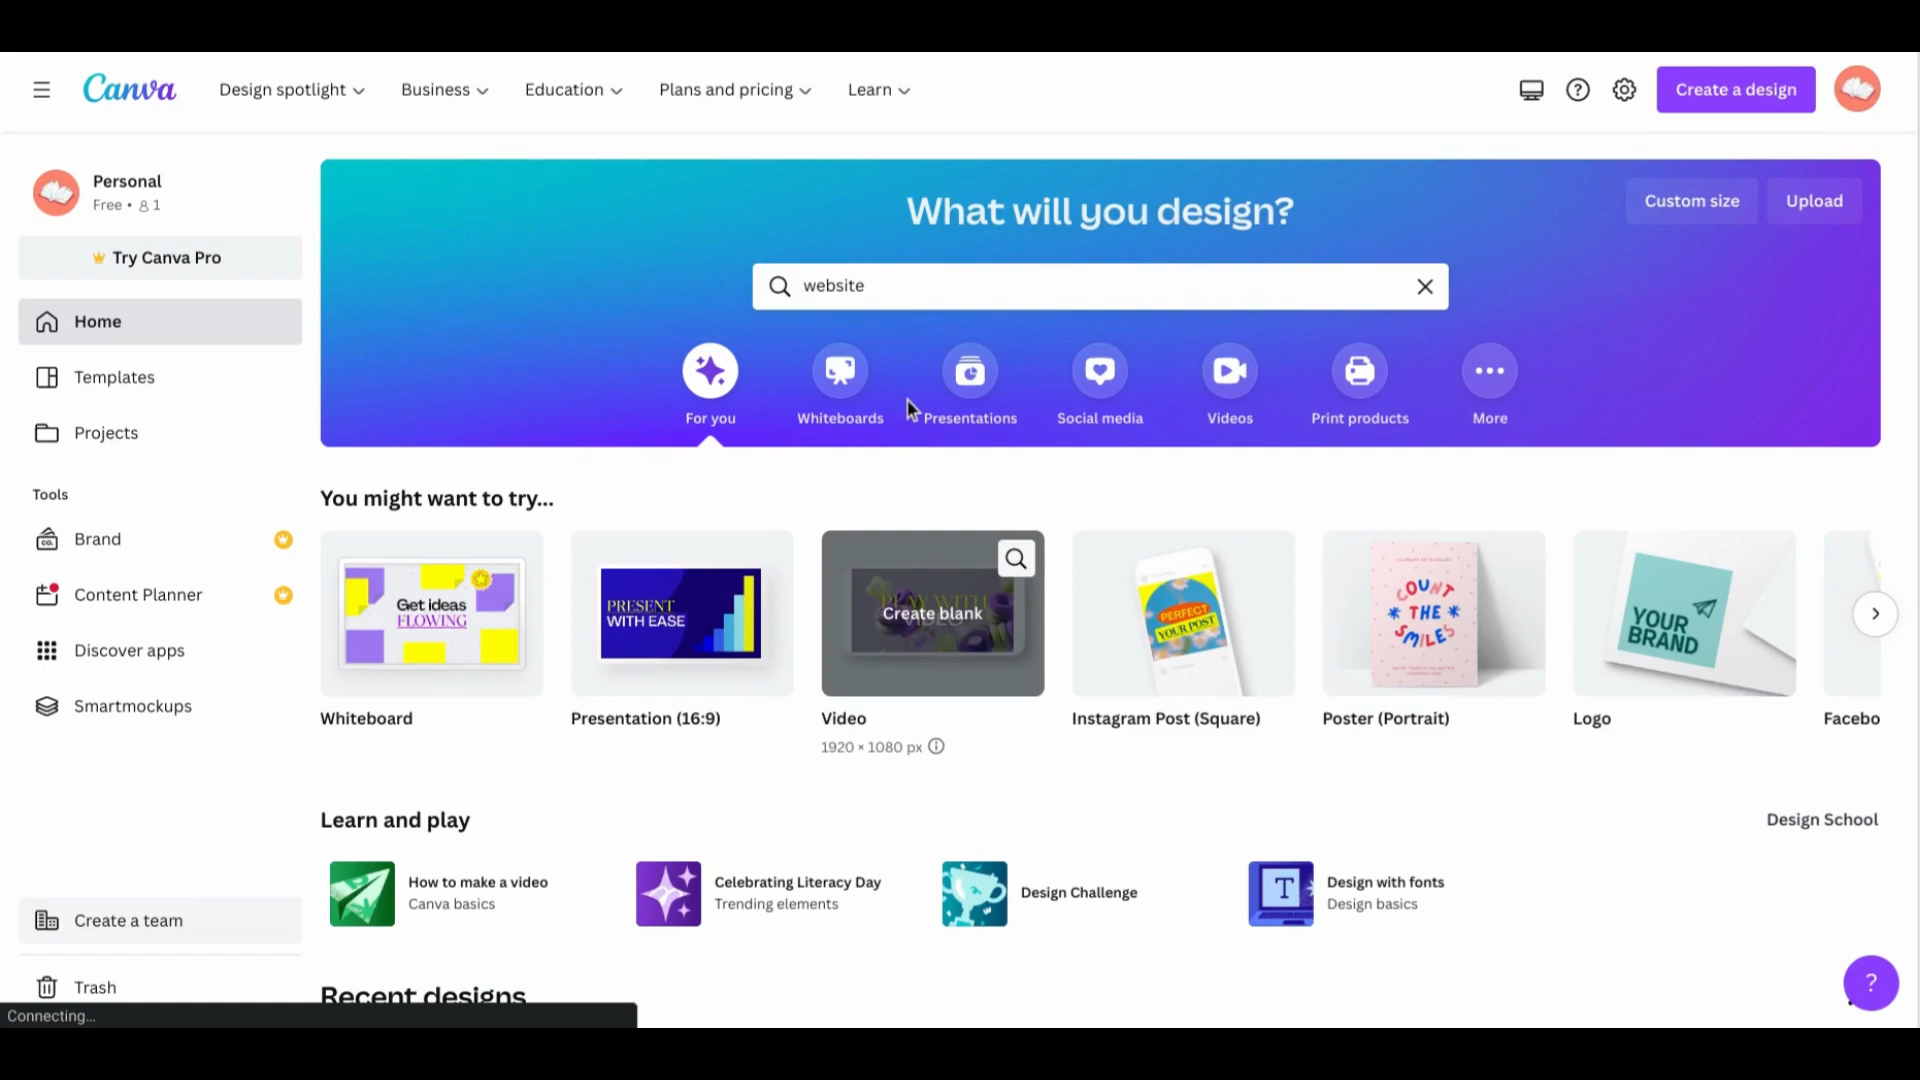 Canva
Design spotlight
Business
Education
Plans and pricing
Learn
?
Create a design
Personal
Free • 1
Try Canva Pro
Home
Templates
Projects
Tools
Brand
Content Planner
Discover apps
Smartmockups
Create a team
Trash
Connecting...
What will you design?
Custom size
Upload
website
For you
Whiteboards
Presentations
Social media
Videos
Print products
More
You might want to try...
Get ideas
FLOWING
PRESENT
WITH EASE
PLAY WITH
VIDEO
Create blank
PERFECT
YOUR POST
COUNT
* THE *
SMILES
YOUR
BRAND
Whiteboard
Presentation (16:9)
Video
1920 × 1080 px
Instagram Post (Square)
Poster (Portrait)
Logo
Facebo
Learn and play
Design School
How to make a video
Canva basics
Celebrating Literacy Day
Trending elements
Design Challenge
T
Design with fonts
Design basics
Recent designs
?